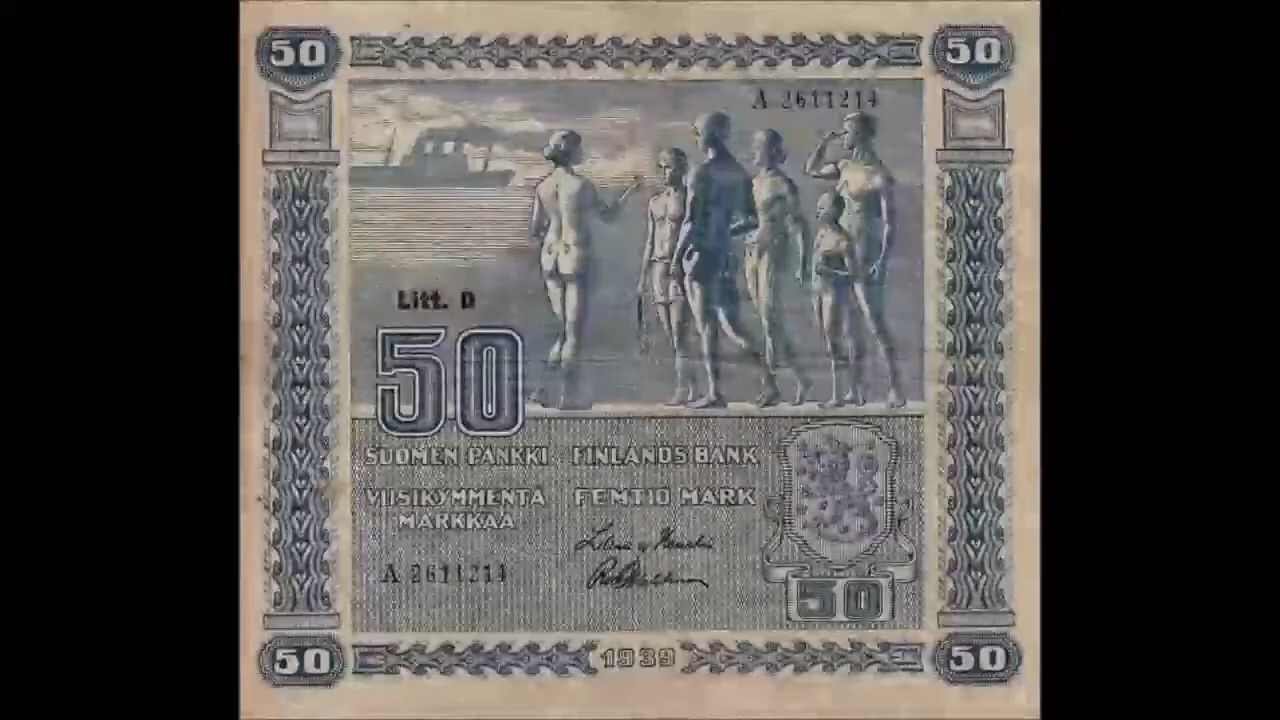 50 50
A 2611214
Litt. D
50
SUOMEN PANKKI FINLANDS BANK
VIISIKYMMENTÄ FEMTIO MARK
MARKKAA
A 2611214
50
50 1939 50